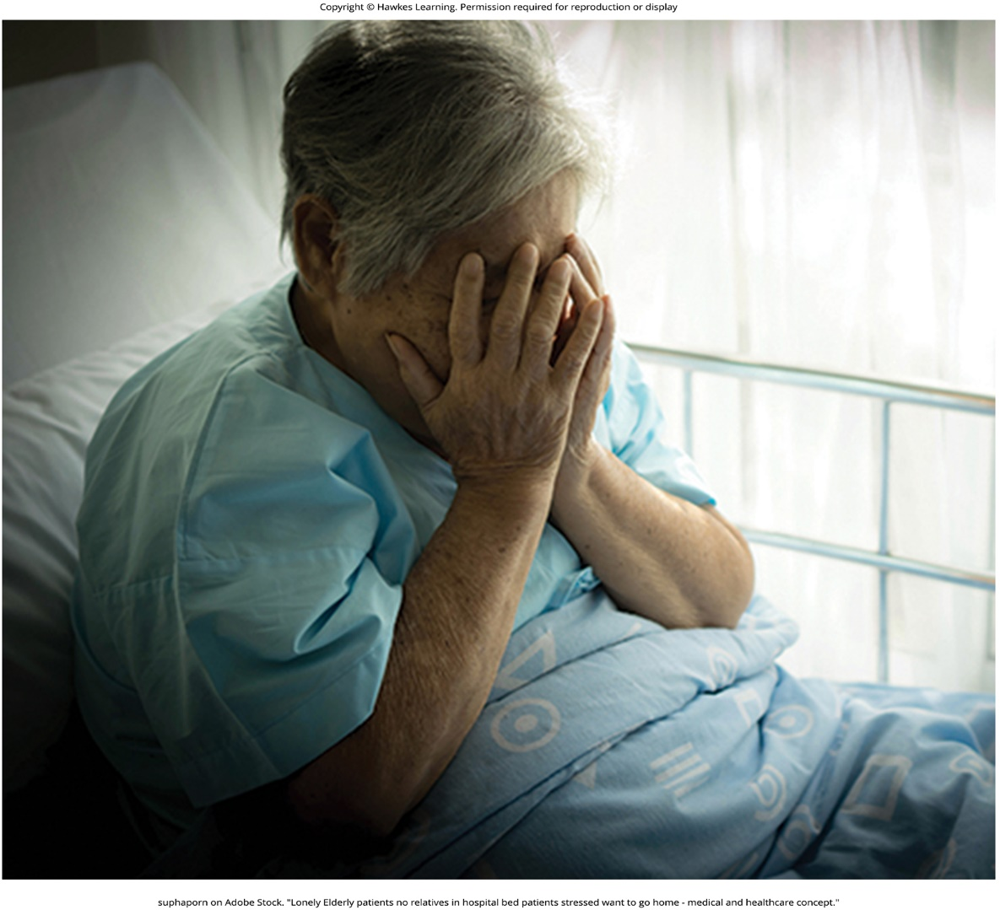 Copyright © Hawkes Learning. Permission required for reproduction or display
suphaporn on Adobe Stock. "Lonely Elderly patients no relatives in hospital bed patients stressed want to go home - medical and healthcare concept."